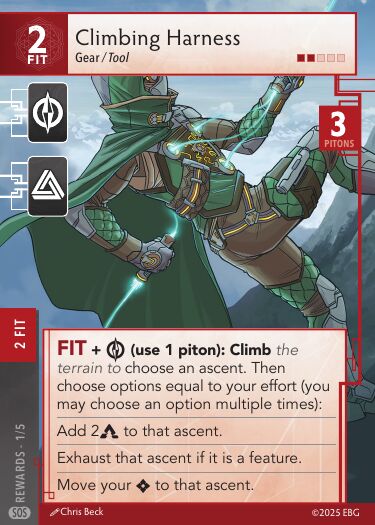 2
FIT
Climbing Harness
Gear / Tool
3
PITONS
2 FIT
FIT + (use 1 piton): Climb the
terrain to choose an ascent. Then
choose options equal to your effort (you
may choose an option multiple times):
Add 2 to that ascent.
Exhaust that ascent if it is a feature.
Move your to that ascent.
SOS REWARDS - 1/5
Chris Beck
©2025 EBG